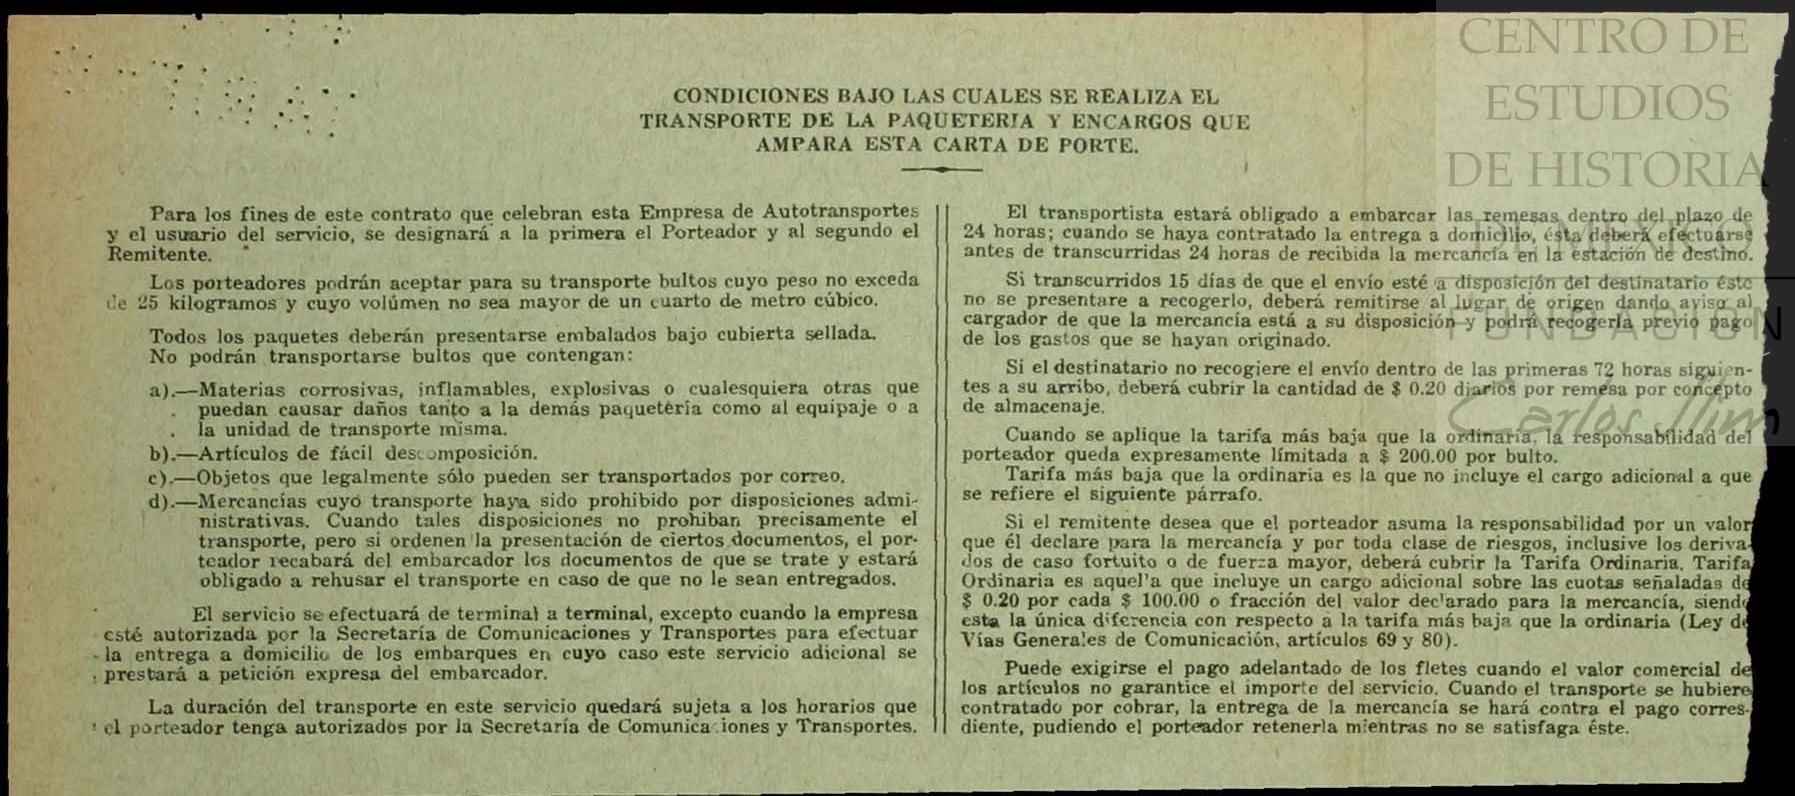 CONDICIONES BAJO LAS CUALES SE REALIZA EL
TRANSPORTE DE LA PAQUETERIA Y ENCARGOS QUE
AMPARA ESTA CARTA DE PORTE.
Para los fines de este contrato que celebran esta Empresa de Autotransportes
y el usuario del servicio, se designará a la primera el Porteador y al segundo el
Remitente.
Los porteadores podrán aceptar para su transporte bultos cuyo peso no exceda
de 25 kilogramos y cuyo volúmen no sea mayor de un cuarto de metro cúbico.
Todos los paquetes deberán presentarse embalados bajo cubierta sellada.
No podrán transportarse bultos que contengan:
a).—Materias corrosivas, inflamables, explosivas o cualesquiera otras que
puedan causar daños tanto a la demás paquetería como al equipaje o a
la unidad de transporte misma.
b).—Artículos de fácil descomposición.
c).—Objetos que legalmente sólo pueden ser transportados por correo.
d).—Mercancías cuyo transporte haya sido prohibido por disposiciones admi-
nistrativas. Cuando tales disposiciones no prohiban precisamente el
transporte, pero si ordenen la presentación de ciertos documentos, el por-
teador recabará del embarcador los documentos de que se trate y estará
obligado a rehusar el transporte en caso de que no le sean entregados.
El servicio se efectuará de terminal a terminal, excepto cuando la empresa
esté autorizada por la Secretaría de Comunicaciones y Transportes para efectuar
la entrega a domicilio de los embarques en cuyo caso este servicio adicional se
prestará a petición expresa del embarcador.
La duración del transporte en este servicio quedará sujeta a los horarios que
el porteador tenga autorizados por la Secretaría de Comunicaciones y Transportes.
El transportista estará obligado a embarcar las remesas dentro del plazo de
24 horas; cuando se haya contratado la entrega a domicilio, ésta deberá efectuarse
antes de transcurridas 24 horas de recibida la mercancía en la estación de destino.
Si transcurridos 15 días de que el envío esté a disposición del destinatario éste
no se presentare a recogerlo, deberá remitirse al lugar de origen dando aviso al
cargador de que la mercancía está a su disposición y podrá recogerla previo pago
de los gastos que se hayan originado.
Si el destinatario no recogiere el envío dentro de las primeras 72 horas siguien-
tes a su arribo, deberá cubrir la cantidad de $ 0.20 diarios por remesa por concepto
de almacenaje.
Cuando se aplique la tarifa más baja que la ordinaria, la responsabilidad del
porteador queda expresamente límitada a $ 200.00 por bulto.
Tarifa más baja que la ordinaria es la que no incluye el cargo adicional a que
se refiere el siguiente párrafo.
Si el remitente desea que el porteador asuma la responsabilidad por un valor
que él declare para la mercancía y por toda clase de riesgos, inclusive los deriva-
dos de caso fortuito o de fuerza mayor, deberá cubrir la Tarifa Ordinaria. Tarifa
Ordinaria es aquel'a que incluye un cargo adicional sobre las cuotas señaladas de
$ 0.20 por cada $ 100.00 o fracción del valor declarado para la mercancía, siendo
esta la única diferencia con respecto a la tarifa más baja que la ordinaria (Ley de
Vías Generales de Comunicación, artículos 69 y 80).
Puede exigirse el pago adelantado de los fletes cuando el valor comercial de
los artículos no garantice el importe del servicio. Cuando el transporte se hubiere
contratado por cobrar, la entrega de la mercancía se hará contra el pago corres-
diente, pudiendo el porteador retenerla mientras no se satisfaga éste.
CENTRO DE
ESTUDIOS
DE HISTORIA
DE MÉXICO
FUNDACIÓN
Carlos Slim